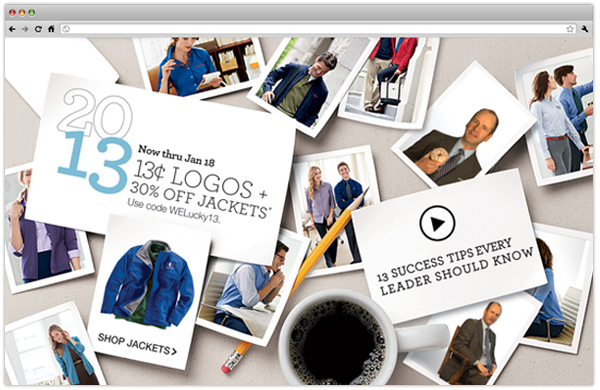 20
13
Now thru Jan 18
13¢ LOGOS +
30% OFF JACKETS*
Use code WELucky13.
13 SUCCESS TIPS EVERY
LEADER SHOULD KNOW
SHOP JACKETS >